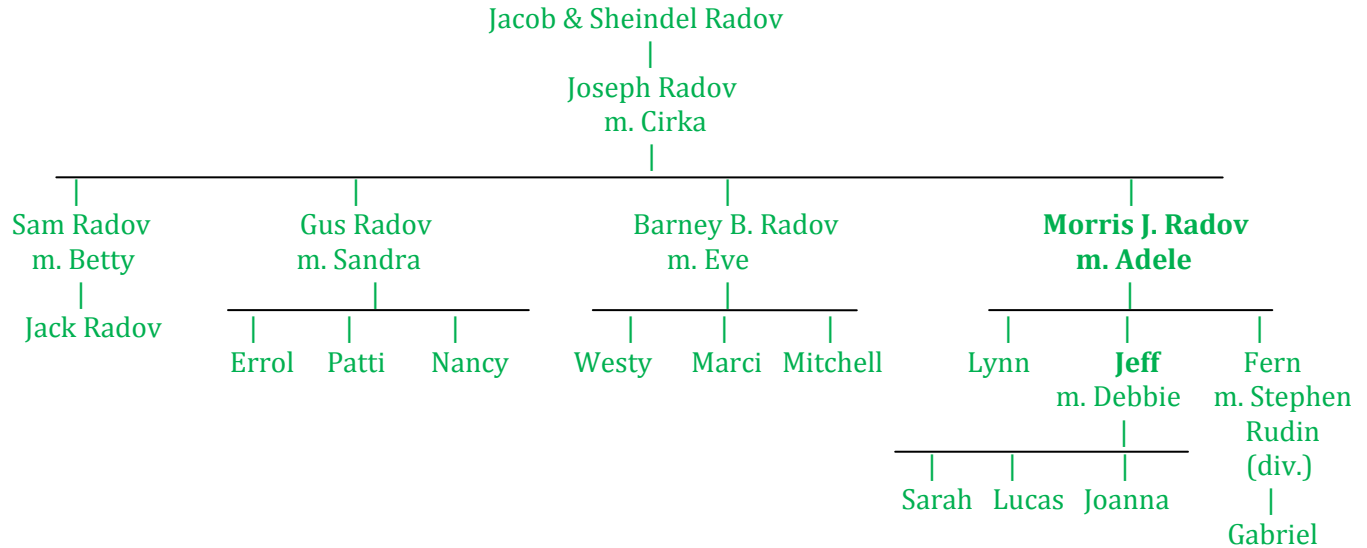 Jacob & Sheindel Radov
Joseph Radov
m. Cirka
Sam Radov
m. Betty
Jack Radov
Gus Radov
m. Sandra
Errol Patti Nancy
Barney B. Radov
m. Eve
Westy Marci Mitchell
Morris J. Radov
m. Adele
Lynn
Jeff
m. Debbie
Sarah Lucas Joanna
Fern
m. Stephen
Rudin
(div.)
Gabriel